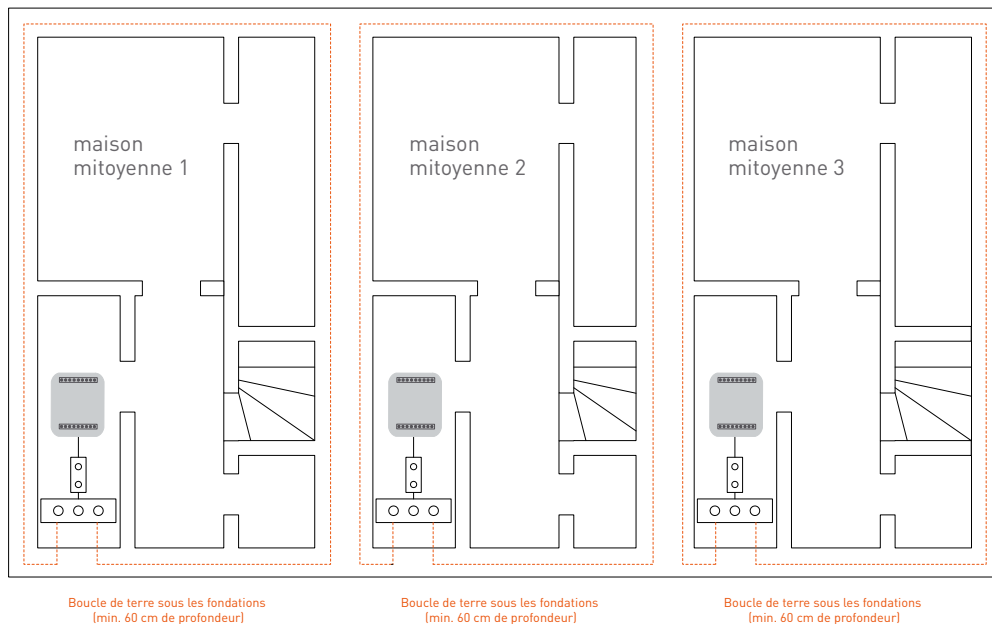 maison
mitoyenne 1
maison
mitoyenne 2
maison
mitoyenne 3
Boucle de terre sous les fondations
(min. 60 cm de profondeur)
Boucle de terre sous les fondations
(min. 60 cm de profondeur)
Boucle de terre sous les fondations
(min. 60 cm de profondeur)